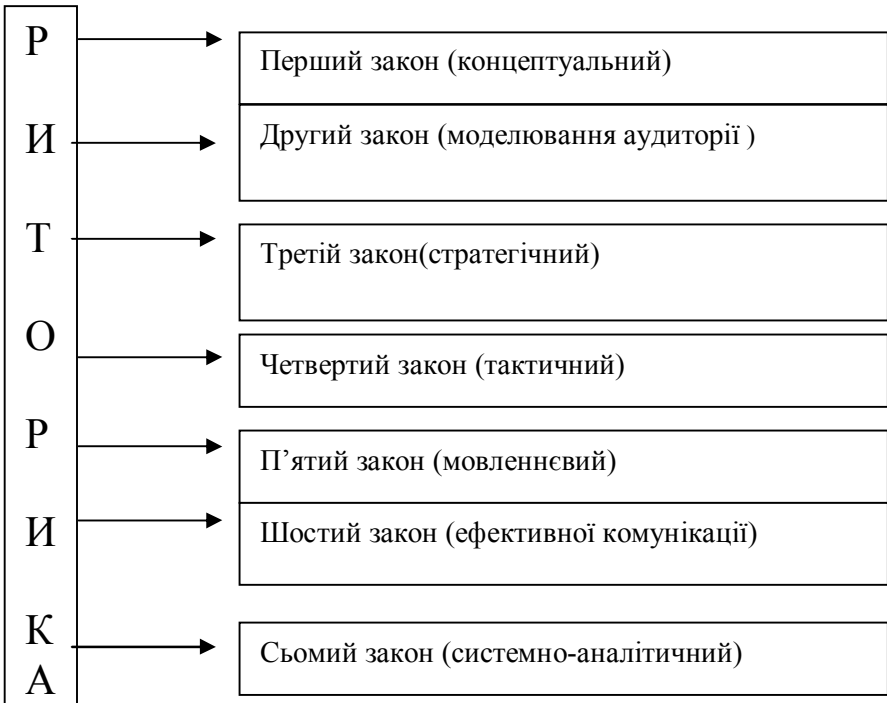 РИТОРИКА
Перший закон (концептуальний)
Другий закон (моделювання аудиторії )
Третій закон(стратегічний)
Четвертий закон (тактичний)
П’ятий закон (мовленнєвий)
Шостий закон (ефективної комунікації)
Сьомий закон (системно-аналітичний)